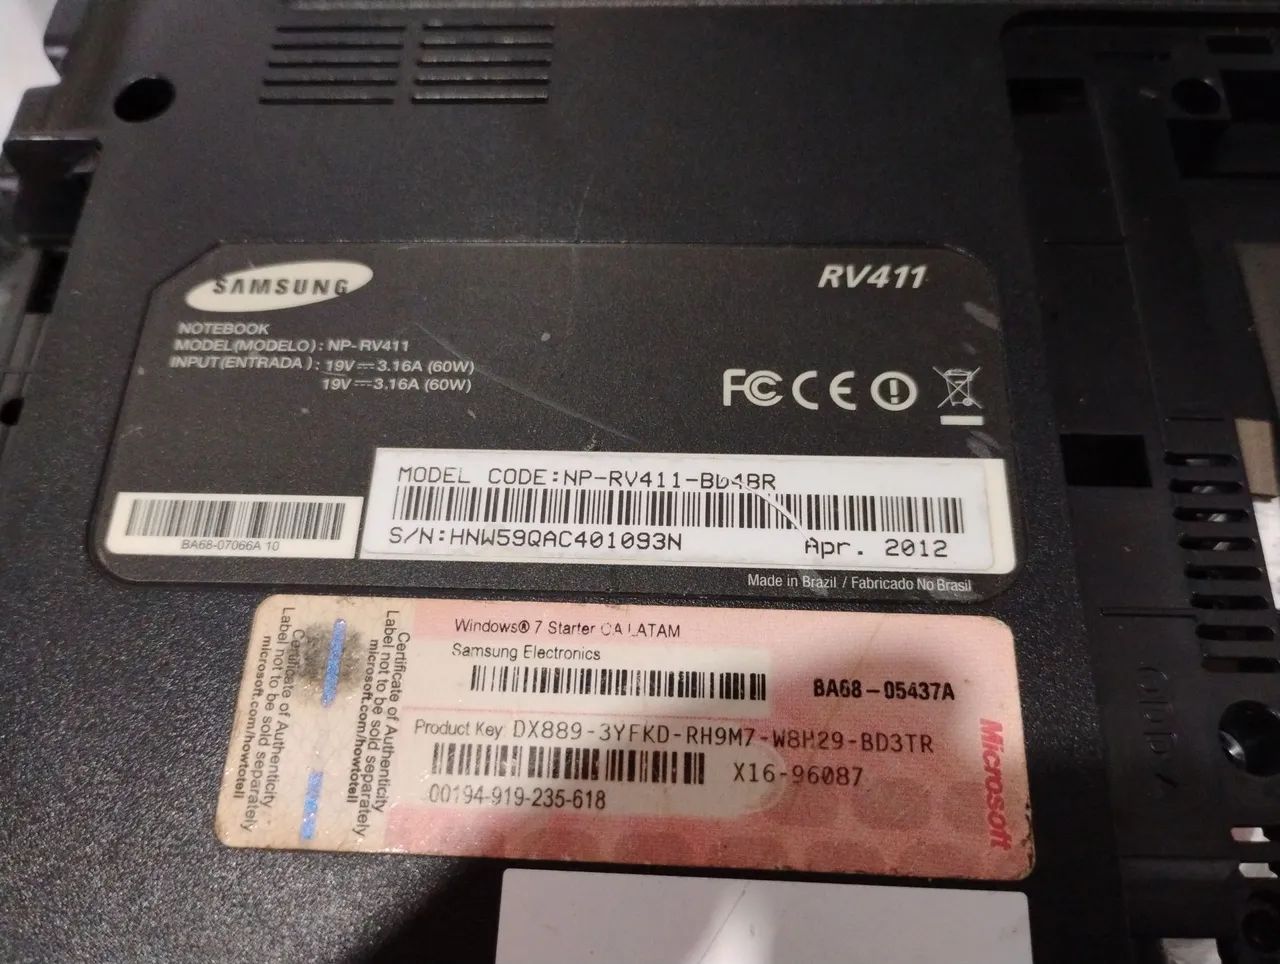 SAMSUNG
RV411
NOTEBOOK
MODEL(MODELO) : NP-RV411
INPUT(ENTRADA) : 19V ⎓ 3.16A (60W)
19V ⎓ 3.16A (60W)
FC CE
MODEL CODE:NP-RV411-BD4BR
S/N:HNW59QAC401093N
Apr. 2012
BA68-07066A 10
Made in Brazil / Fabricado No Brasil
Windows® 7 Starter OA LATAM
Samsung Electronics
BA68-05437A
Product Key: DX889-3YFKD-RH9M7-W8H29-BD3TR
X16-96087
00194-919-235-618
Microsoft
Certificate of Authenticity
Label not to be sold separately
microsoft.com/howtotell
Certificate of Authenticity
Label not to be sold separately
microsoft.com/howtotell